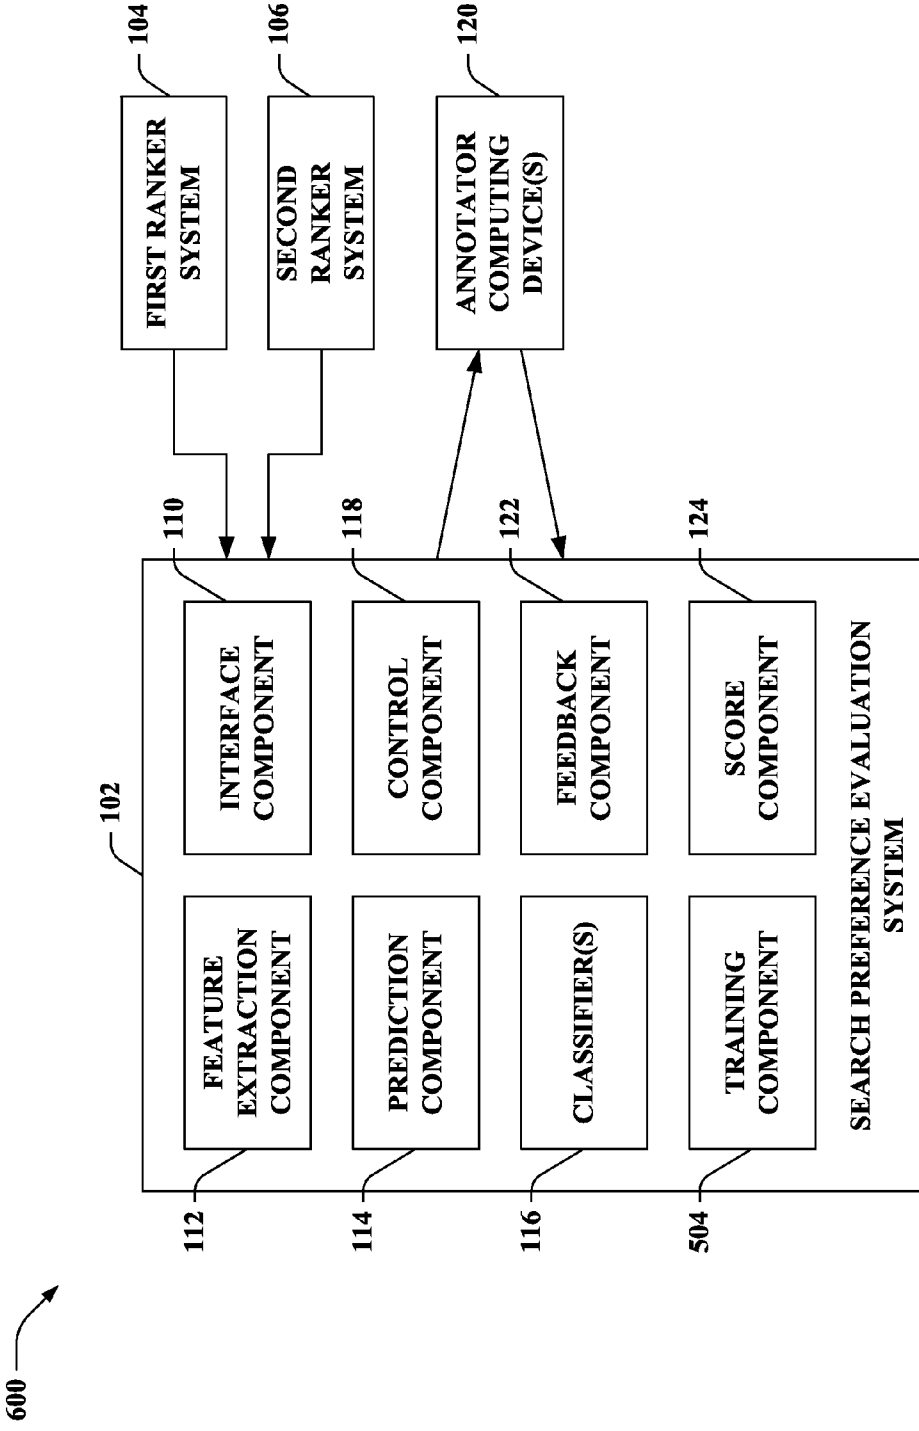 600
102
112
FEATURE
EXTRACTION
COMPONENT
110
INTERFACE
COMPONENT
114
PREDICTION
COMPONENT
118
CONTROL
COMPONENT
116
CLASSIFIER(S)
122
FEEDBACK
COMPONENT
504
TRAINING
COMPONENT
124
SCORE
COMPONENT
SEARCH PREFERENCE EVALUATION
SYSTEM
104
FIRST RANKER
SYSTEM
106
SECOND
RANKER
SYSTEM
120
ANNOTATOR
COMPUTING
DEVICE(S)